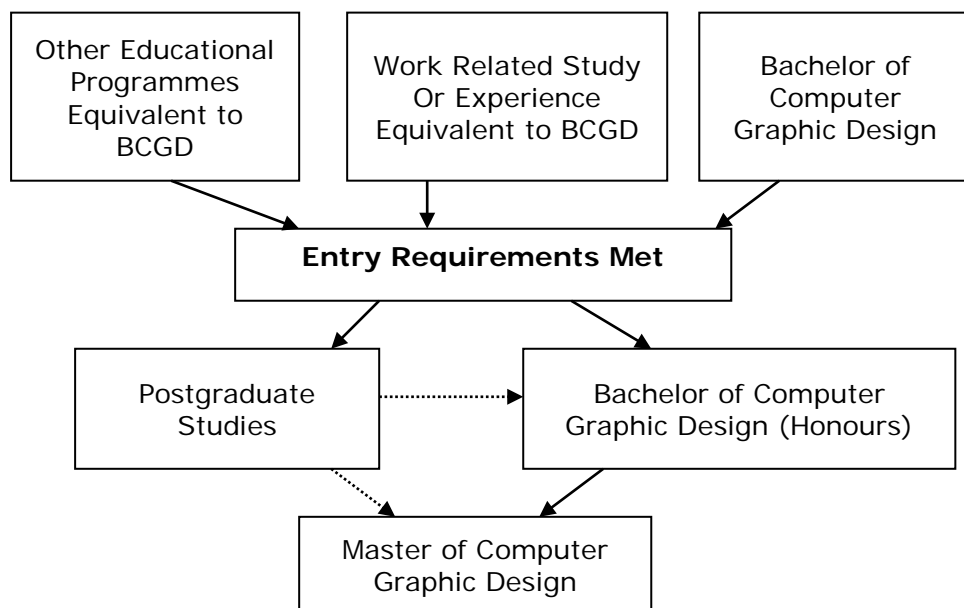 Other Educational
Programmes
Equivalent to
BCGD
Work Related Study
Or Experience
Equivalent to BCGD
Bachelor of
Computer
Graphic Design
Entry Requirements Met
Postgraduate
Studies
Bachelor of Computer
Graphic Design (Honours)
Master of Computer
Graphic Design